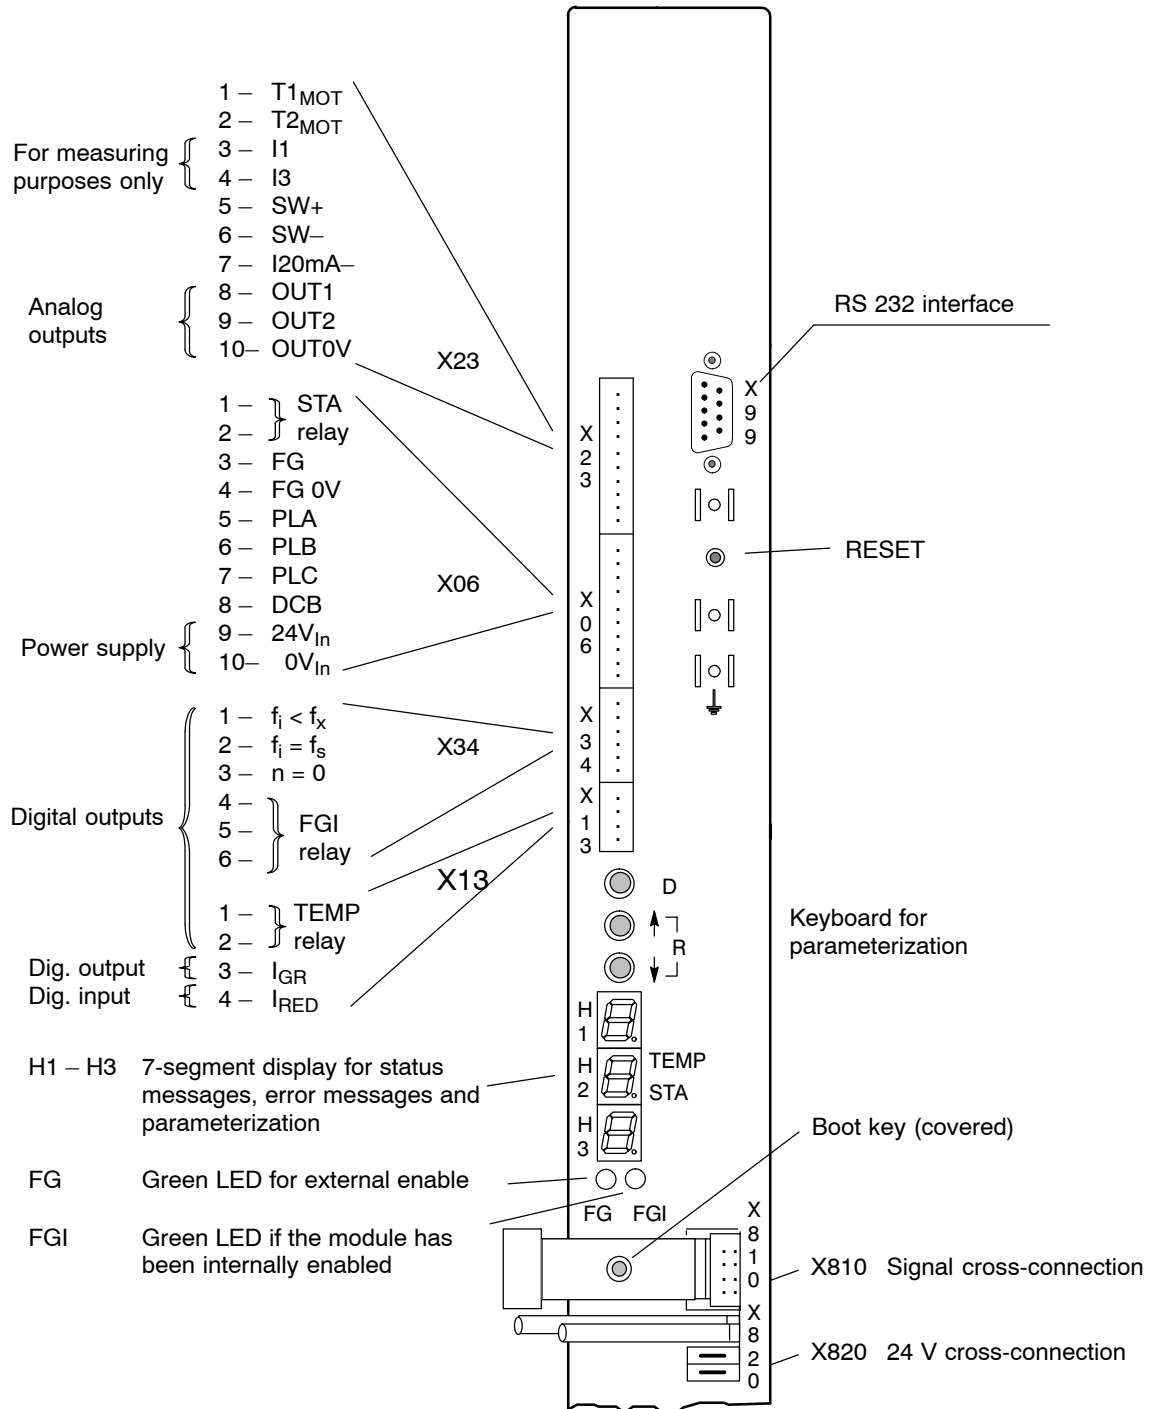 1 – T1MOT
2 – T2MOT
For measuring
purposes only
3 – I1
4 – I3
5 – SW+
6 – SW–
7 – I20mA–
Analog
outputs
8 – OUT1
9 – OUT2
10– OUT0V
X23
1 –
2 –
STA
relay
3 – FG
4 – FG 0V
5 – PLA
6 – PLB
7 – PLC
8 – DCB
X06
Power supply
9 – 24VIn
10– 0VIn
Digital outputs
1 – fi < fx
2 – fi = fs
3 – n = 0
X34
4 –
5 –
6 –
FGI
relay
X13
1 –
2 –
TEMP
relay
Dig. output
3 – IGR
Dig. input
4 – IRED
H1 – H3 7-segment display for status
messages, error messages and
parameterization
FG Green LED for external enable
FGI Green LED if the module has
been internally enabled
X
2
3
X
0
6
X
3
4
X
1
3
D
R
H
1
H
2
H
3
TEMP
STA
FG FGI
RS 232 interface
X
9
9
RESET
Keyboard for
parameterization
Boot key (covered)
X
8
1
0
X810 Signal cross-connection
X
8
2
0
X820 24 V cross-connection